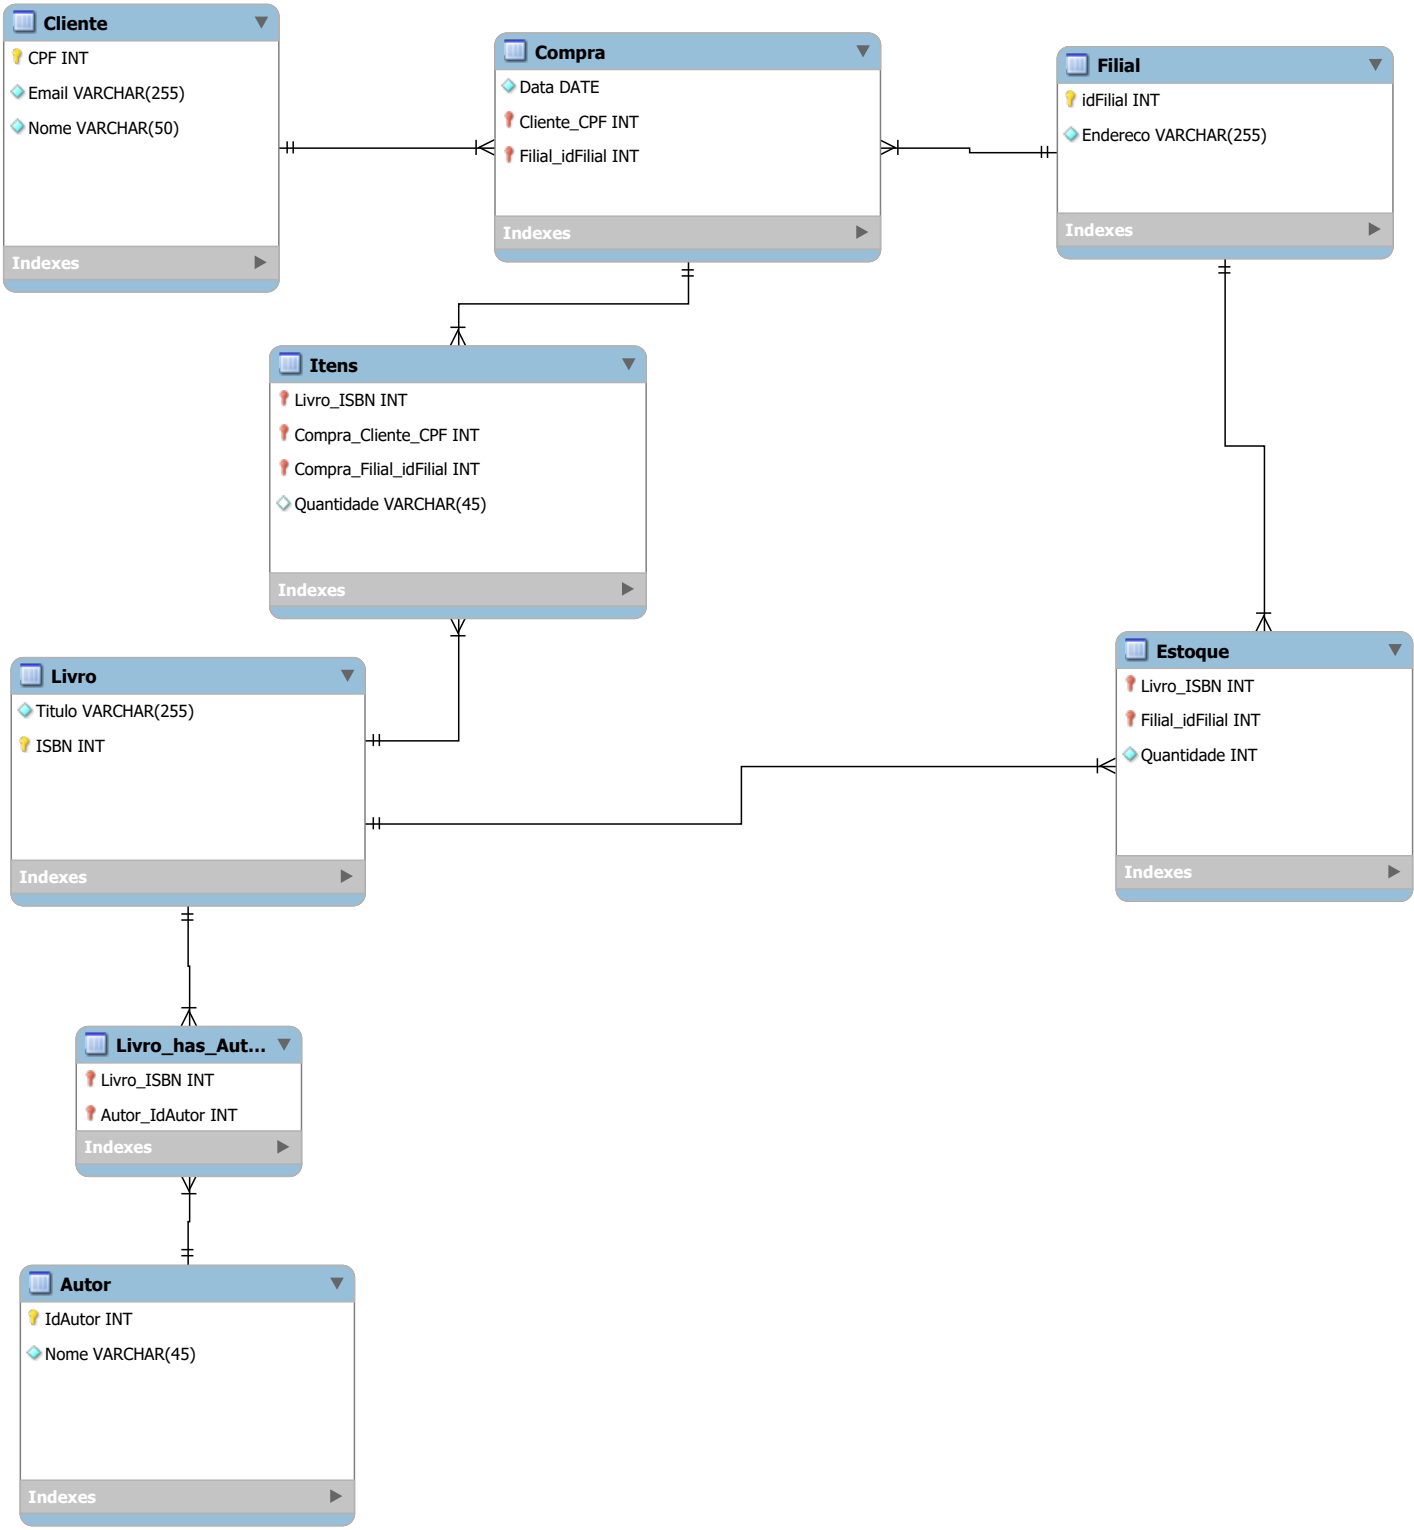 Cliente
CPF INT
Email VARCHAR(255)
Nome VARCHAR(50)
Indexes
Compra
Data DATE
Cliente_CPF INT
Filial_idFilial INT
Indexes
Filial
idFilial INT
Endereco VARCHAR(255)
Indexes
Itens
Livro_ISBN INT
Compra_Cliente_CPF INT
Compra_Filial_idFilial INT
Quantidade VARCHAR(45)
Indexes
Livro
Titulo VARCHAR(255)
ISBN INT
Indexes
Estoque
Livro_ISBN INT
Filial_idFilial INT
Quantidade INT
Indexes
Livro_has_Aut...
Livro_ISBN INT
Autor_IdAutor INT
Indexes
Autor
IdAutor INT
Nome VARCHAR(45)
Indexes